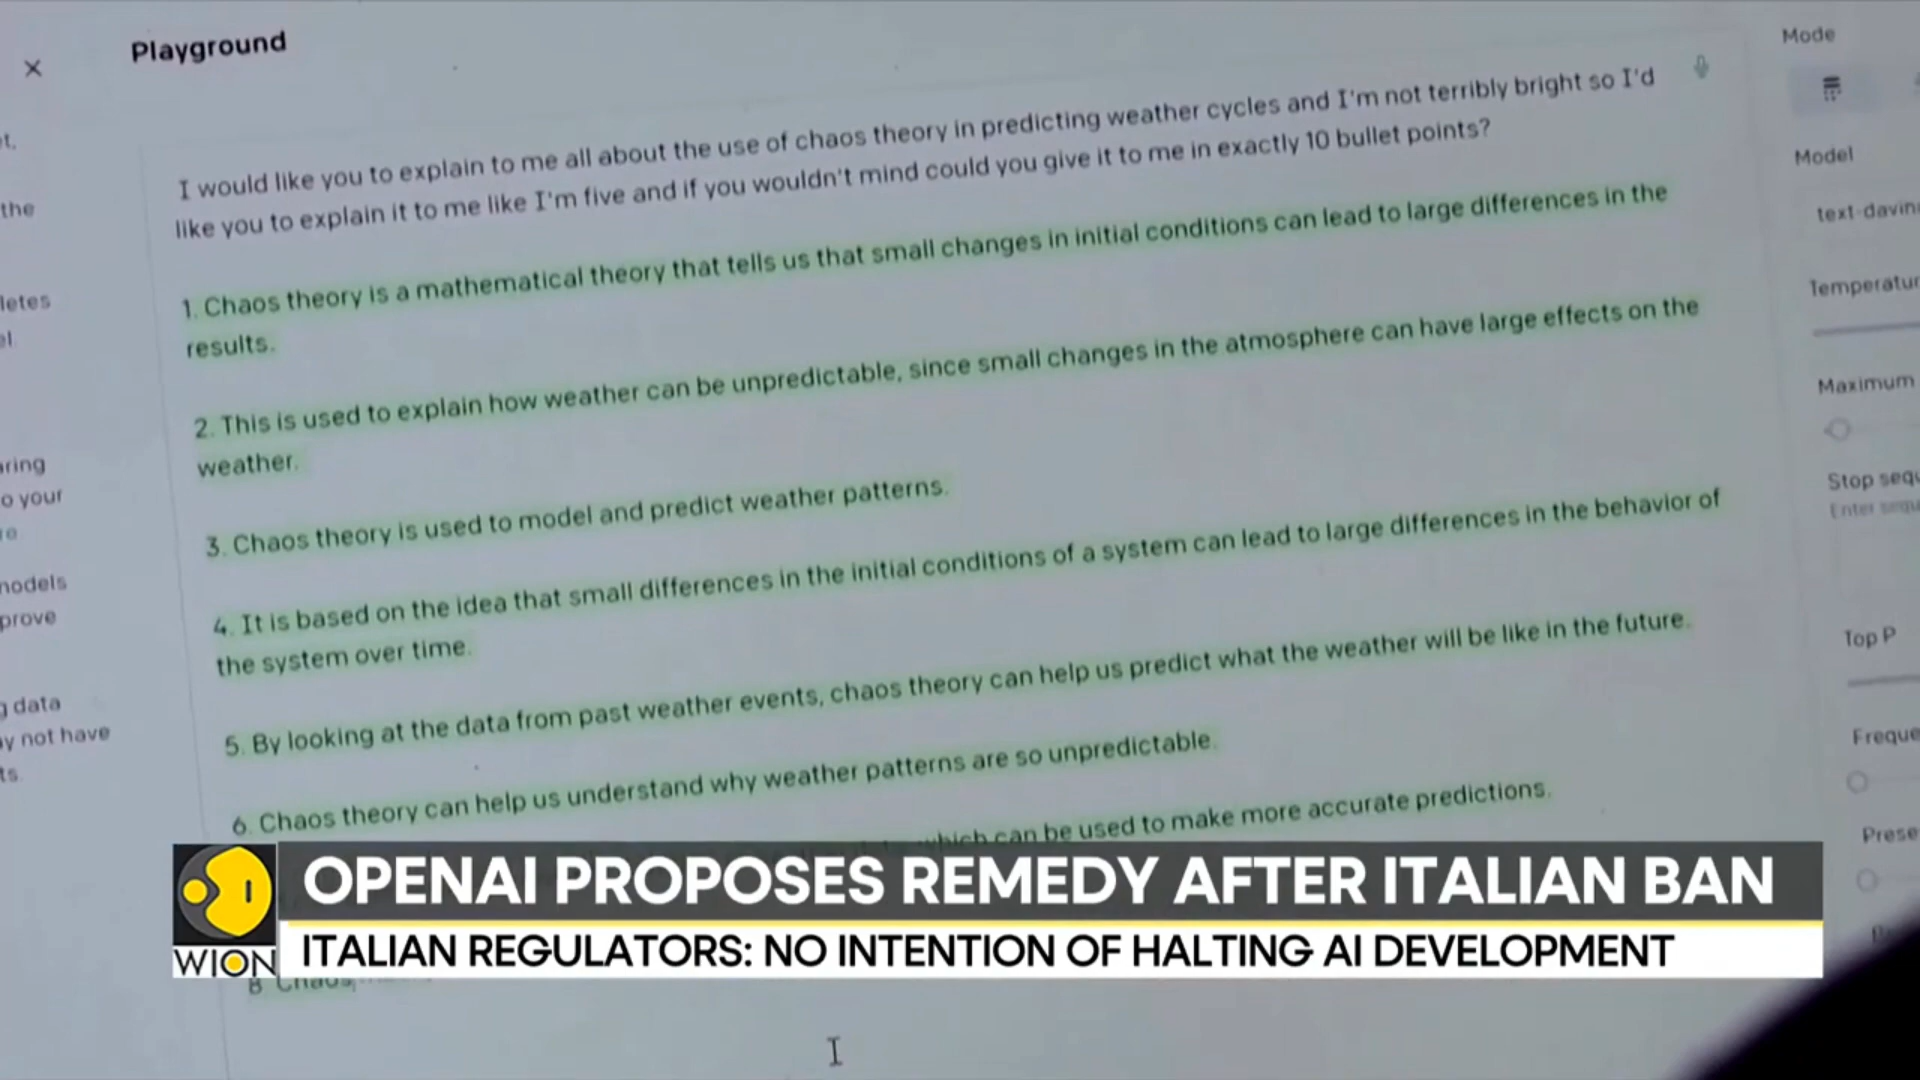 Playground
Mode
I would like you to explain to me all about the use of chaos theory in predicting weather cycles and I'm not terribly bright so I'd
like you to explain it to me like I'm five and if you wouldn't mind could you give it to me in exactly 10 bullet points?
Model
the
1. Chaos theory is a mathematical theory that tells us that small changes in initial conditions can lead to large differences in the
results.
2. This is used to explain how weather can be unpredictable, since small changes in the atmosphere can have large effects on the
weather.
Maximum
o your
3. Chaos theory is used to model and predict weather patterns.
4. It is based on the idea that small differences in the initial conditions of a system can lead to large differences in the behavior of
the system over time.
Top P
data
y not have
5. By looking at the data from past weather events, chaos theory can help us predict what the weather will be like in the future.
6. Chaos theory can help us understand why weather patterns are so unpredictable.
which can be used to make more accurate predictions.
OPENAI PROPOSES REMEDY AFTER ITALIAN BAN
WION
ITALIAN REGULATORS: NO INTENTION OF HALTING AI DEVELOPMENT
8 Chaos